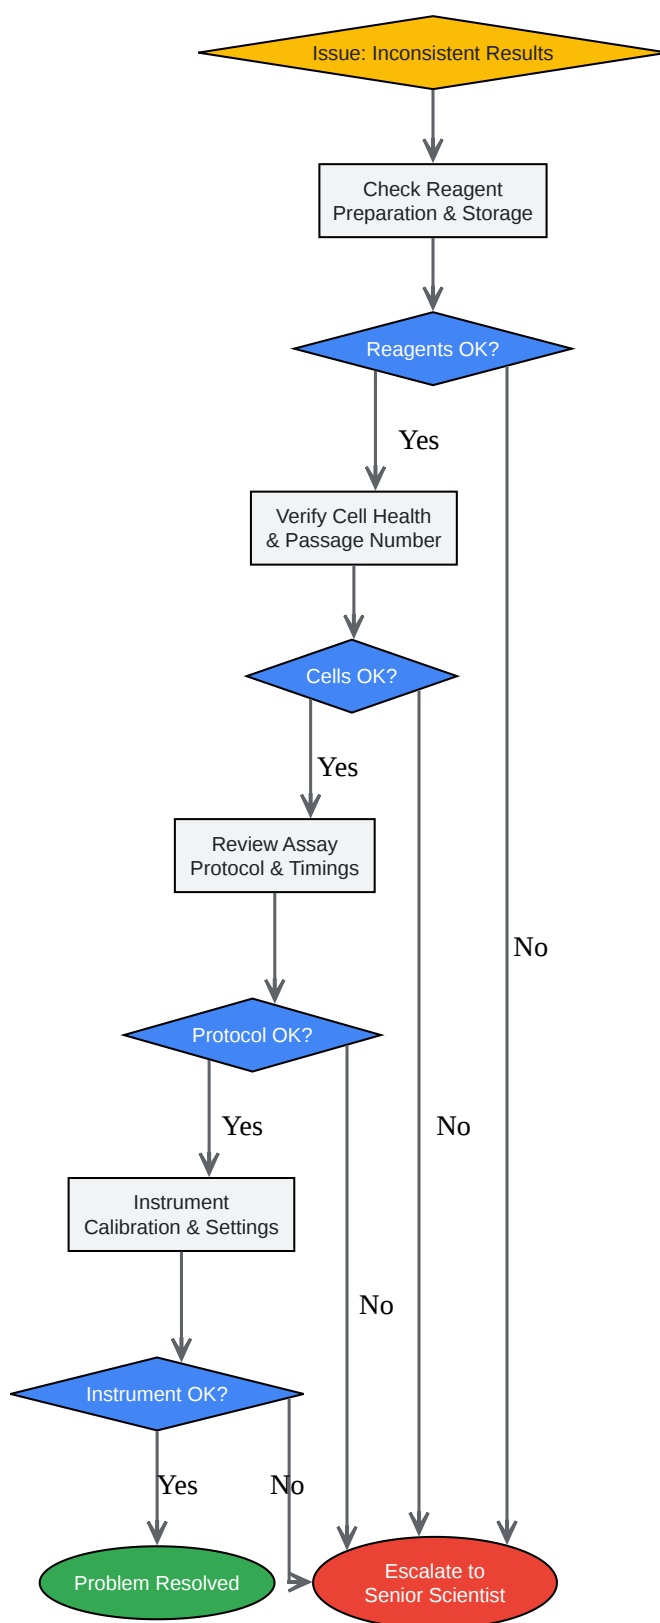 Issue: Inconsistent Results
Check Reagent
Preparation & Storage
Reagents OK?
Yes
Verify Cell Health
& Passage Number
Cells OK?
Yes
Review Assay
Protocol & Timings
No
Protocol OK?
Yes
No
Instrument
Calibration & Settings
No
Instrument OK?
Yes
No
Problem Resolved
Escalate to
Senior Scientist